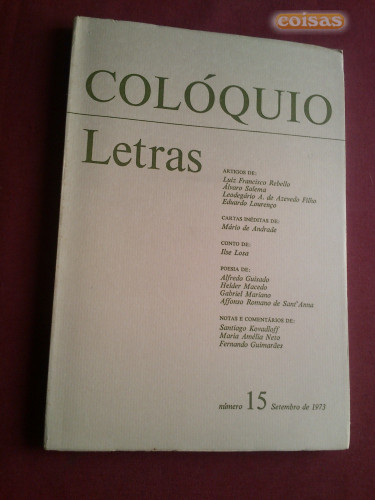 coisas
COLÓQUIO
Letras
ARTIGOS DE:
Luiz Francisco Rebello
Álvaro Salema
Leodegário A. de Azevedo Filho
Eduardo Lourenço
CARTAS INÉDITAS DE:
Mário de Andrade
CONTO DE:
Ilse Losa
POESIA DE:
Alfredo Guisado
Helder Macedo
Gabriel Mariano
Affonso Romano de Sant'Anna
NOTAS E COMENTÁRIOS DE:
Santiago Kovadloff
Maria Amélia Neto
Fernando Guimarães
número 15 Setembro de 1973